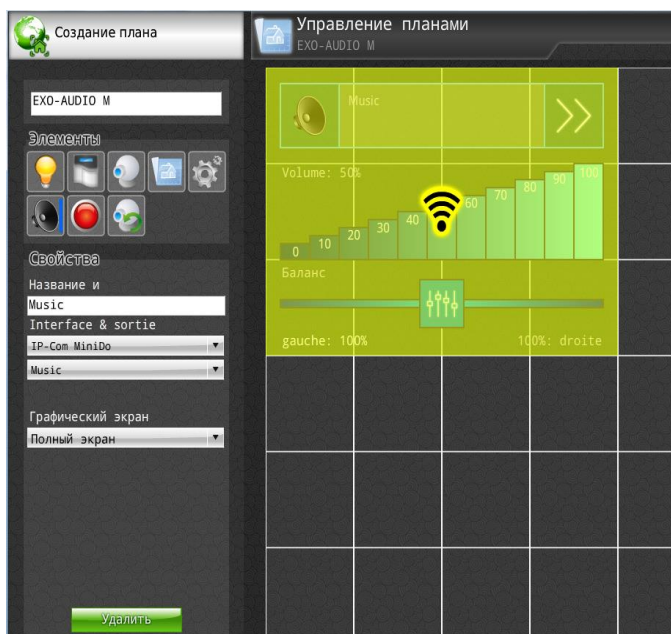 Создание плана
Управление планами
EXO-AUDIO M
EXO-AUDIO M
Элементы
Свойства
Название и
Music
Interface & sortie
IP-Com MiniDo
Music
Графический экран
Полный экран
Удалить
Music
Volume: 50%
0 10 20 30 40 60 70 80 90 100
Баланс
gauche: 100% 100%: droite